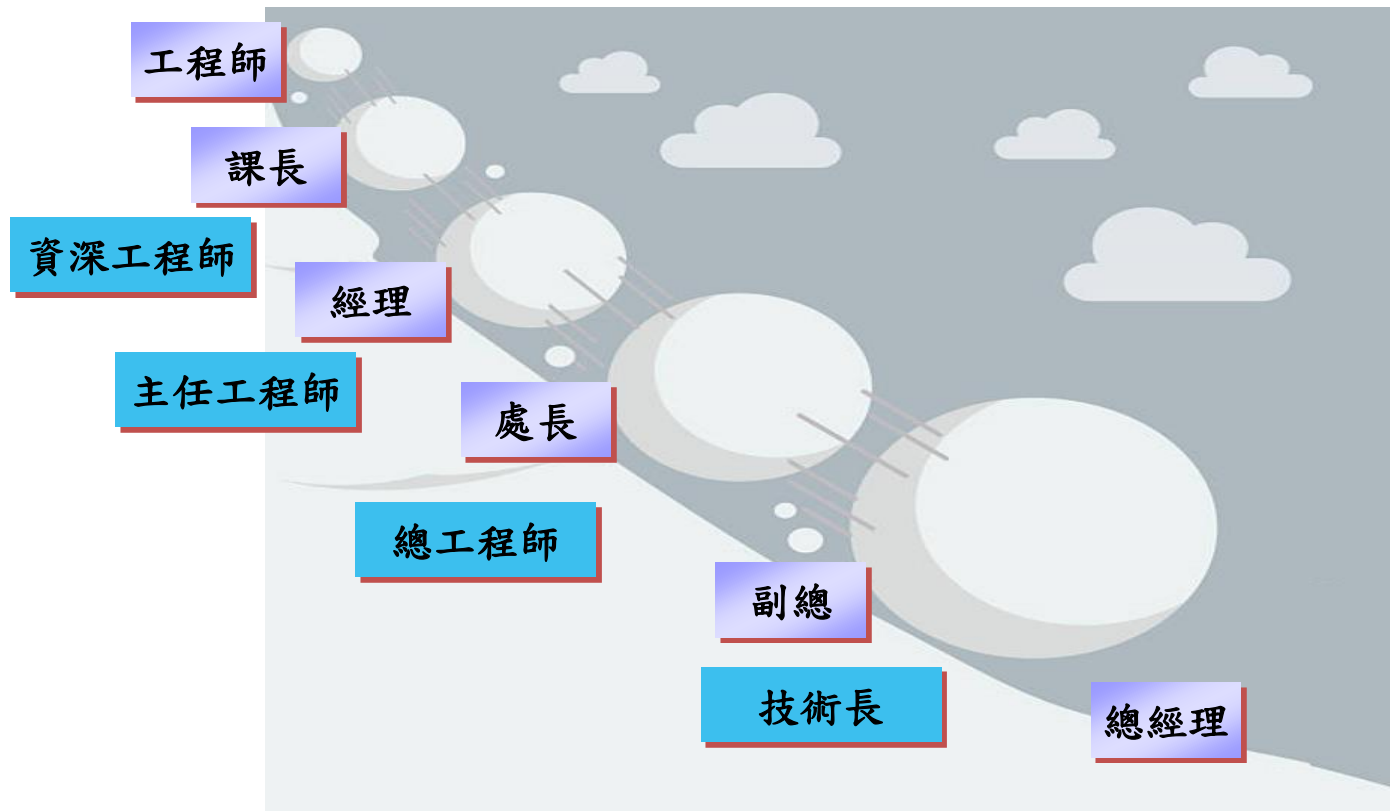 工程師
課長
資深工程師
經理
主任工程師
處長
總工程師
副總
技術長
總經理